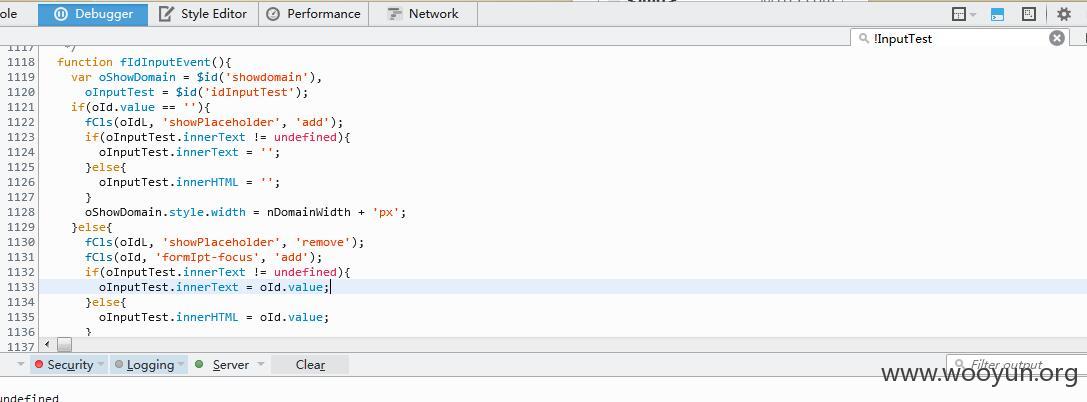 ole Debugger Style Editor Performance Network
!InputTest
1117 */
1118 function fIdInputEvent(){
1119 var oShowDomain = $id('showdomain'),
1120 oInputTest = $id('idInputTest');
1121 if(oId.value == ''){
1122 fCls(oIdL, 'showPlaceholder', 'add');
1123 if(oInputTest.innerText != undefined){
1124 oInputTest.innerText = '';
1125 }else{
1126 oInputTest.innerHTML = '';
1127 }
1128 oShowDomain.style.width = nDomainWidth + 'px';
1129 }else{
1130 fCls(oIdL, 'showPlaceholder', 'remove');
1131 fCls(oId, 'formIpt-focus', 'add');
1132 if(oInputTest.innerText != undefined){
1133 oInputTest.innerText = oId.value;
1134 }else{
1135 oInputTest.innerHTML = oId.value;
1136 }
1137
Security Logging Server Clear Filter output
www.wooyun.org
undefined